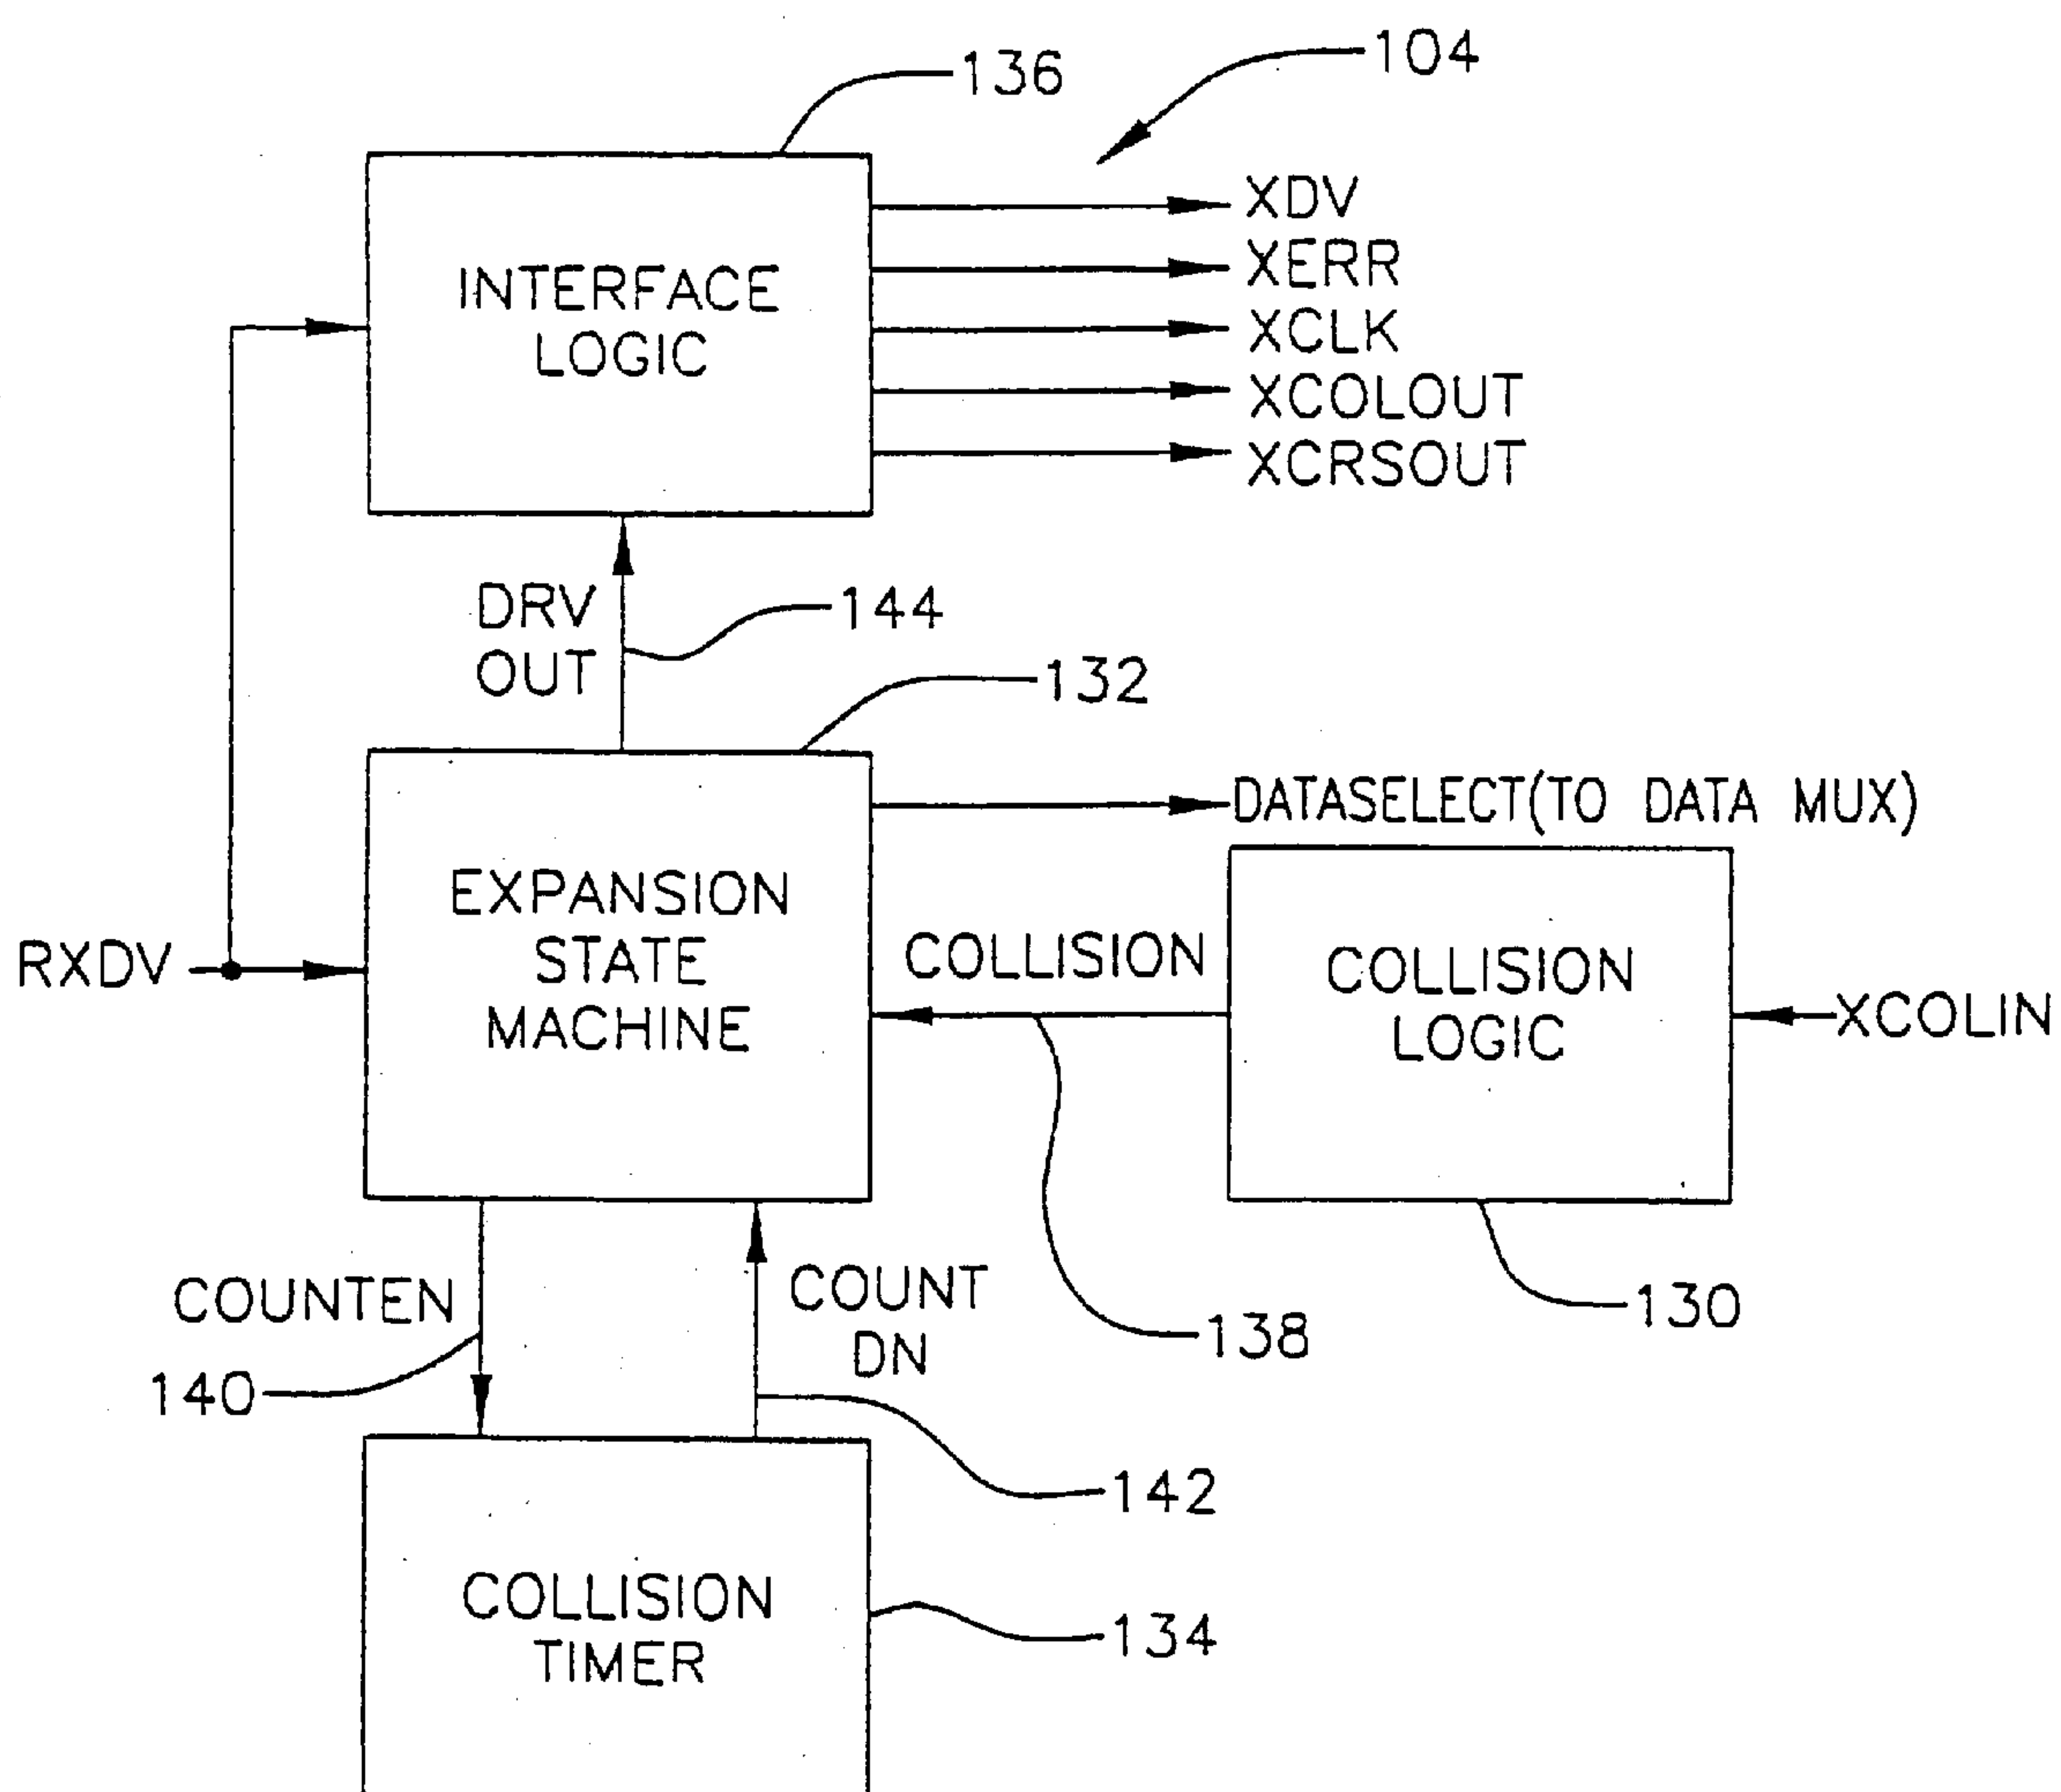 104
136
XDV
XERR
XCLK
XCOLOUT
XCRSOUT
INTERFACE
LOGIC
DRV
OUT
144
132
DATASELECT(TO DATA MUX)
EXPANSION
STATE
MACHINE
RXDV
COLLISION
COLLISION
LOGIC
XCOLIN
COUNTEN
140
COUNT
DN
138
130
142
COLLISION
TIMER
134